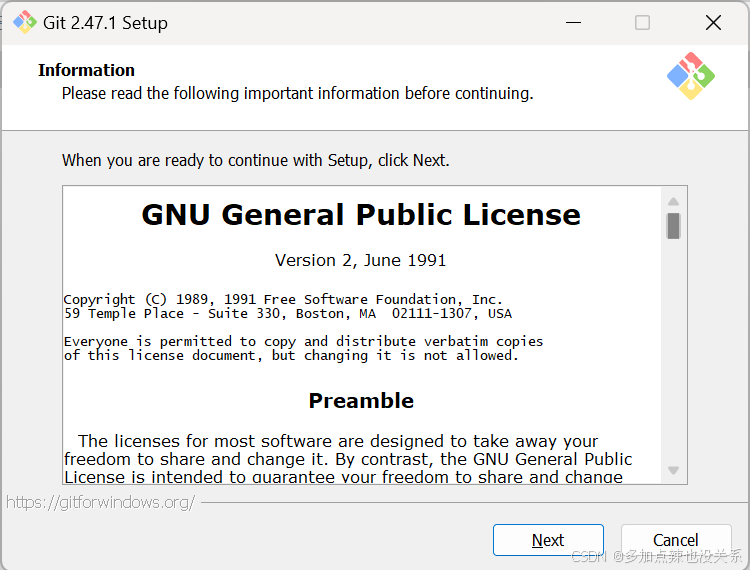 Git 2.47.1 Setup
Information
Please read the following important information before continuing.
When you are ready to continue with Setup, click Next.
GNU General Public License
Version 2, June 1991
Copyright (C) 1989, 1991 Free Software Foundation, Inc.
59 Temple Place - Suite 330, Boston, MA  02111-1307, USA
Everyone is permitted to copy and distribute verbatim copies
of this license document, but changing it is not allowed.
Preamble
The licenses for most software are designed to take away your
freedom to share and change it. By contrast, the GNU General Public
License is intended to guarantee your freedom to share and change
https://gitforwindows.org/
Next
Cancel
CSDN @多加点辣也没关系